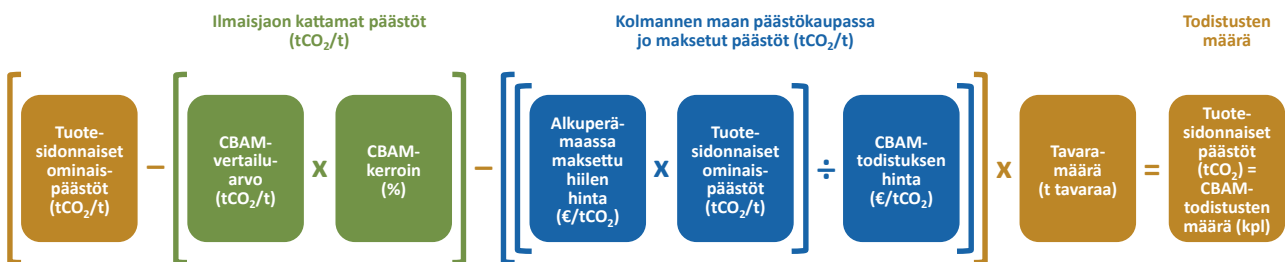 Ilmaisjaon kattamat päästöt
(tCO₂/t)
Kolmannen maan päästökaupassa
jo maksetut päästöt (tCO₂/t)
Todistusten
määrä
Tuote-
sidonnaiset
ominais-
päästöt
(tCO₂/t)
–
CBAM-
vertailu-
arvo
(tCO₂/t)
x
CBAM-
kerroin
(%)
–
Alkuperä-
maassa
maksettu
hiilen
hinta
(€/tCO₂)
x
Tuote-
sidonnaiset
ominais-
päästöt
(tCO₂/t)
÷
CBAM-
todistuksen
hinta
(€/tCO₂)
x
Tavara-
määrä
(t tavaraa)
=
Tuote-
sidonnaiset
päästöt
(tCO₂) =
CBAM-
todistusten
määrä (kpl)